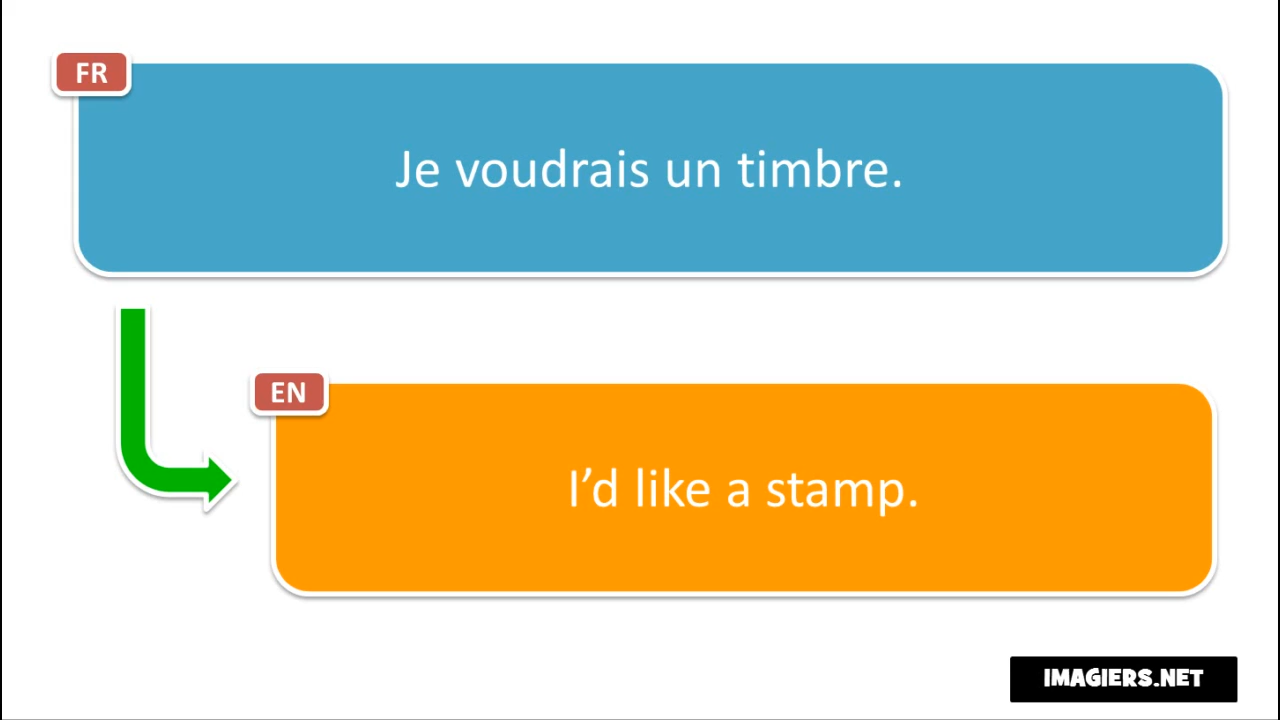 FR
Je voudrais un timbre.
EN
I’d like a stamp.
IMAGIERS.NET